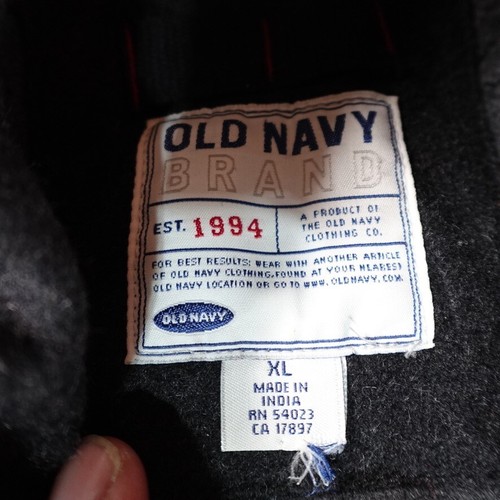 OLD NAVY
BRAND
EST. 1994
A PRODUCT OF
THE OLD NAVY
CLOTHING CO.
FOR BEST RESULTS: WEAR WITH ANOTHER ARTICLE
OF OLD NAVY CLOTHING,FOUND AT YOUR NEAREST
OLD NAVY LOCATION OR GO TO WWW.OLDNAVY.COM
OLD NAVY
XL
MADE IN
INDIA
RN 54023
CA 17897